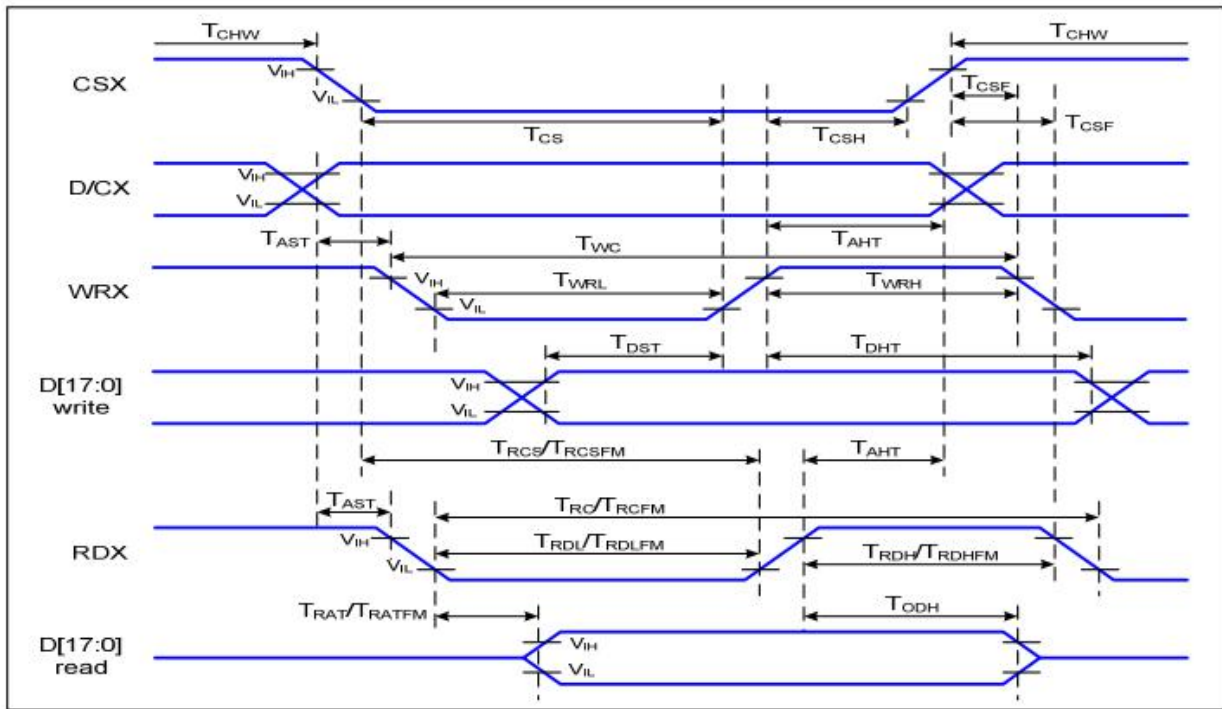 TCHW TCHW
CSX VIH TCSF
VIL TCS TCSH TCSF
D/CX VIH
VIL
TAST TWC TAHT
WRX VIH TWRL TWRH
VIL
TDST TDHT
D[17:0] VIH
write VIL
TRCS/TRCSFM TAHT
TAST TRC/TRCFM
RDX VIH TRDL/TRDLFM TRDH/TRDHFM
VIL
TRAT/TRATFM TODH
D[17:0] VIH
read VIL